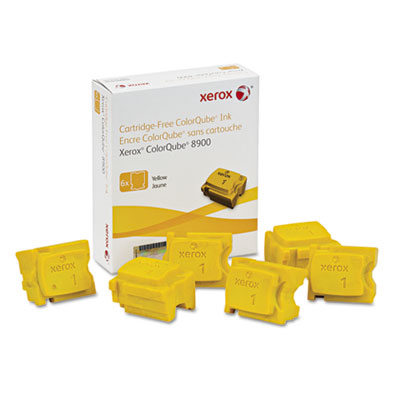 xerox
Cartridge-Free ColorQube® Ink
Encre ColorQube® sans cartouche
Xerox® ColorQube® 8900
6x
Yellow
Jaune
xerox
1
1
xerox
1
xerox
1